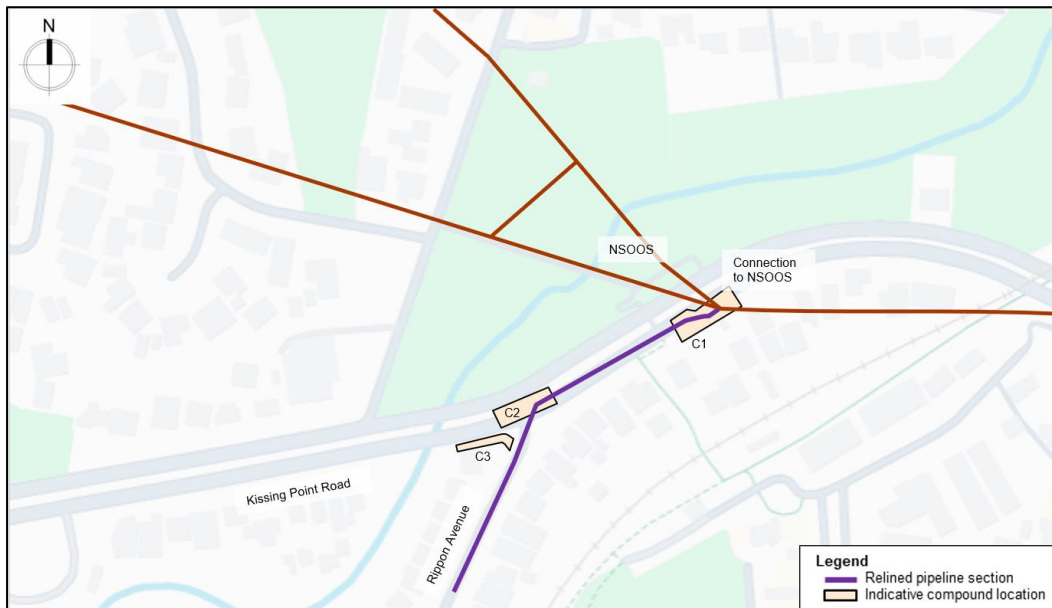 N
NSOOS
Connection
to NSOOS
C1
C2
C3
Kissing Point Road
Rippon Avenue
Legend
Relined pipeline section
Indicative compound location